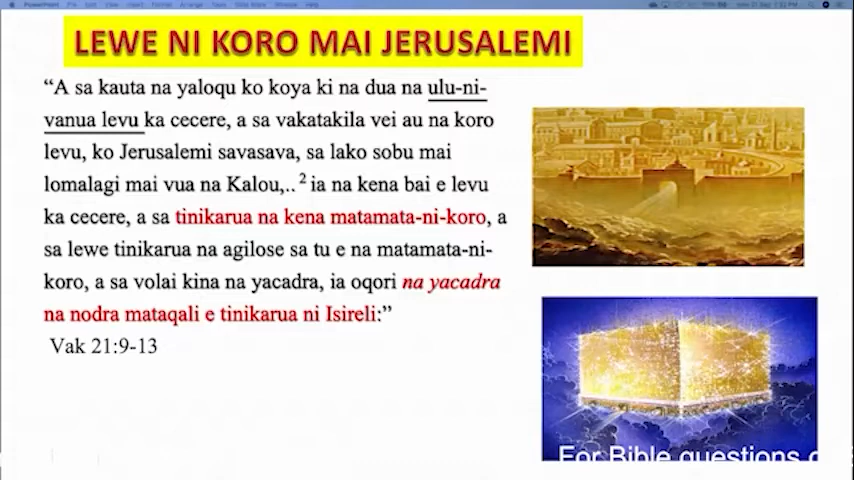 LEWE NI KORO MAI JERUSALEMI
“A sa kauta na yaloqu ko koya ki na dua na ulu-ni-
vanua levu ka cecere, a sa vakatakila vei au na koro
levu, ko Jerusalemi savasava, sa lako sobu mai
lomalagi mai vua na Kalou,.. ² ia na kena bai e levu
ka cecere, a sa tinikarua na kena matamata-ni-koro, a
sa lewe tinikarua na agilose sa tu e na matamata-ni-
koro, a sa volai kina na yacadra, ia oqori na yacadra
na nodra mataqali e tinikarua ni Isireli:”
Vak 21:9-13
For Bible questions